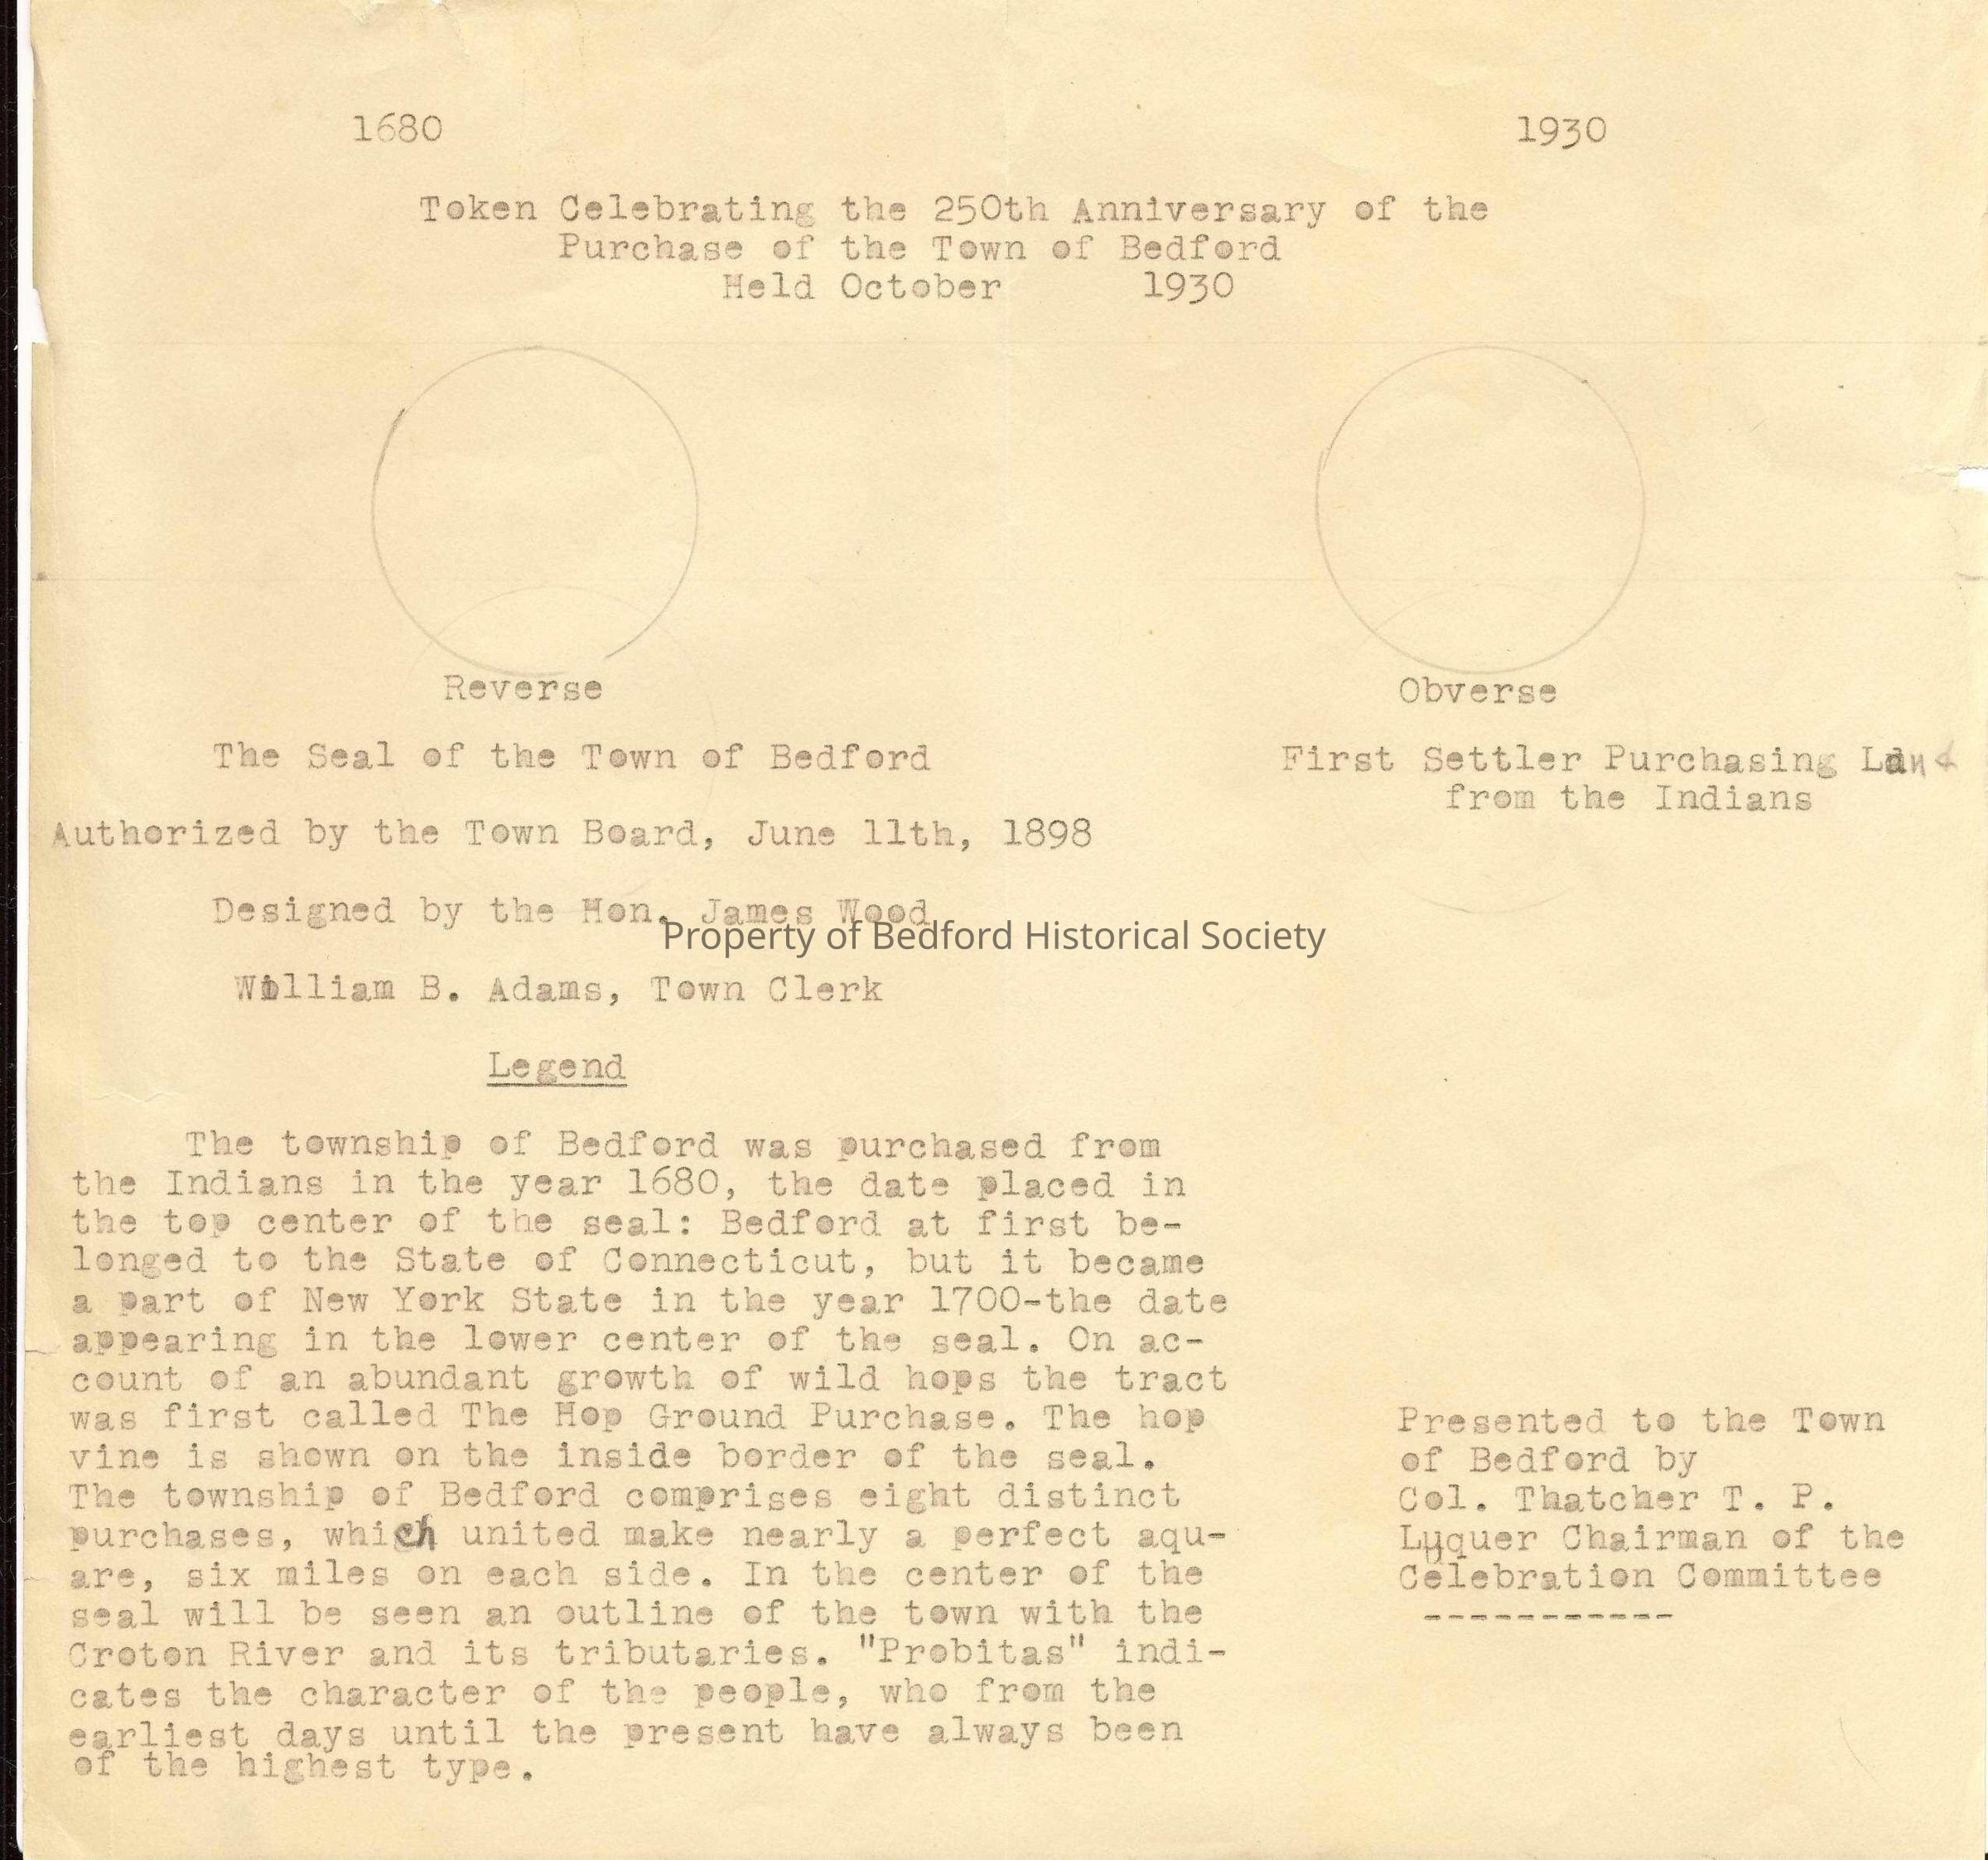 1680 1930
Token Celebrating the 250th Anniversary of the
Purchase of the Town of Bedford
Held October 1930
Reverse
The Seal of the Town of Bedford
Authorized by the Town Board, June 11th, 1898
Designed by the Hon. James Wood
William B. Adams, Town Clerk
Legend
The township of Bedford was purchased from
the Indians in the year 1680, the date placed in
the top center of the seal: Bedford at first be-
longed to the State of Connecticut, but it became
a part of New York State in the year 1700-the date
appearing in the lower center of the seal. On ac-
count of an abundant growth of wild hops the tract
was first called The Hop Ground Purchase. The hop
vine is shown on the inside border of the seal.
The township of Bedford comprises eight distinct
purchases, which united make nearly a perfect aqu-
are, six miles on each side. In the center of the
seal will be seen an outline of the town with the
Croton River and its tributaries. "Probitas" indi-
cates the character of the people, who from the
earliest days until the present have always been
of the highest type.
Obverse
First Settler Purchasing Land
from the Indians
Presented to the Town
of Bedford by
Col. Thatcher T. P.
Luquer Chairman of the
Celebration Committee
-----------
Property of Bedford Historical Society